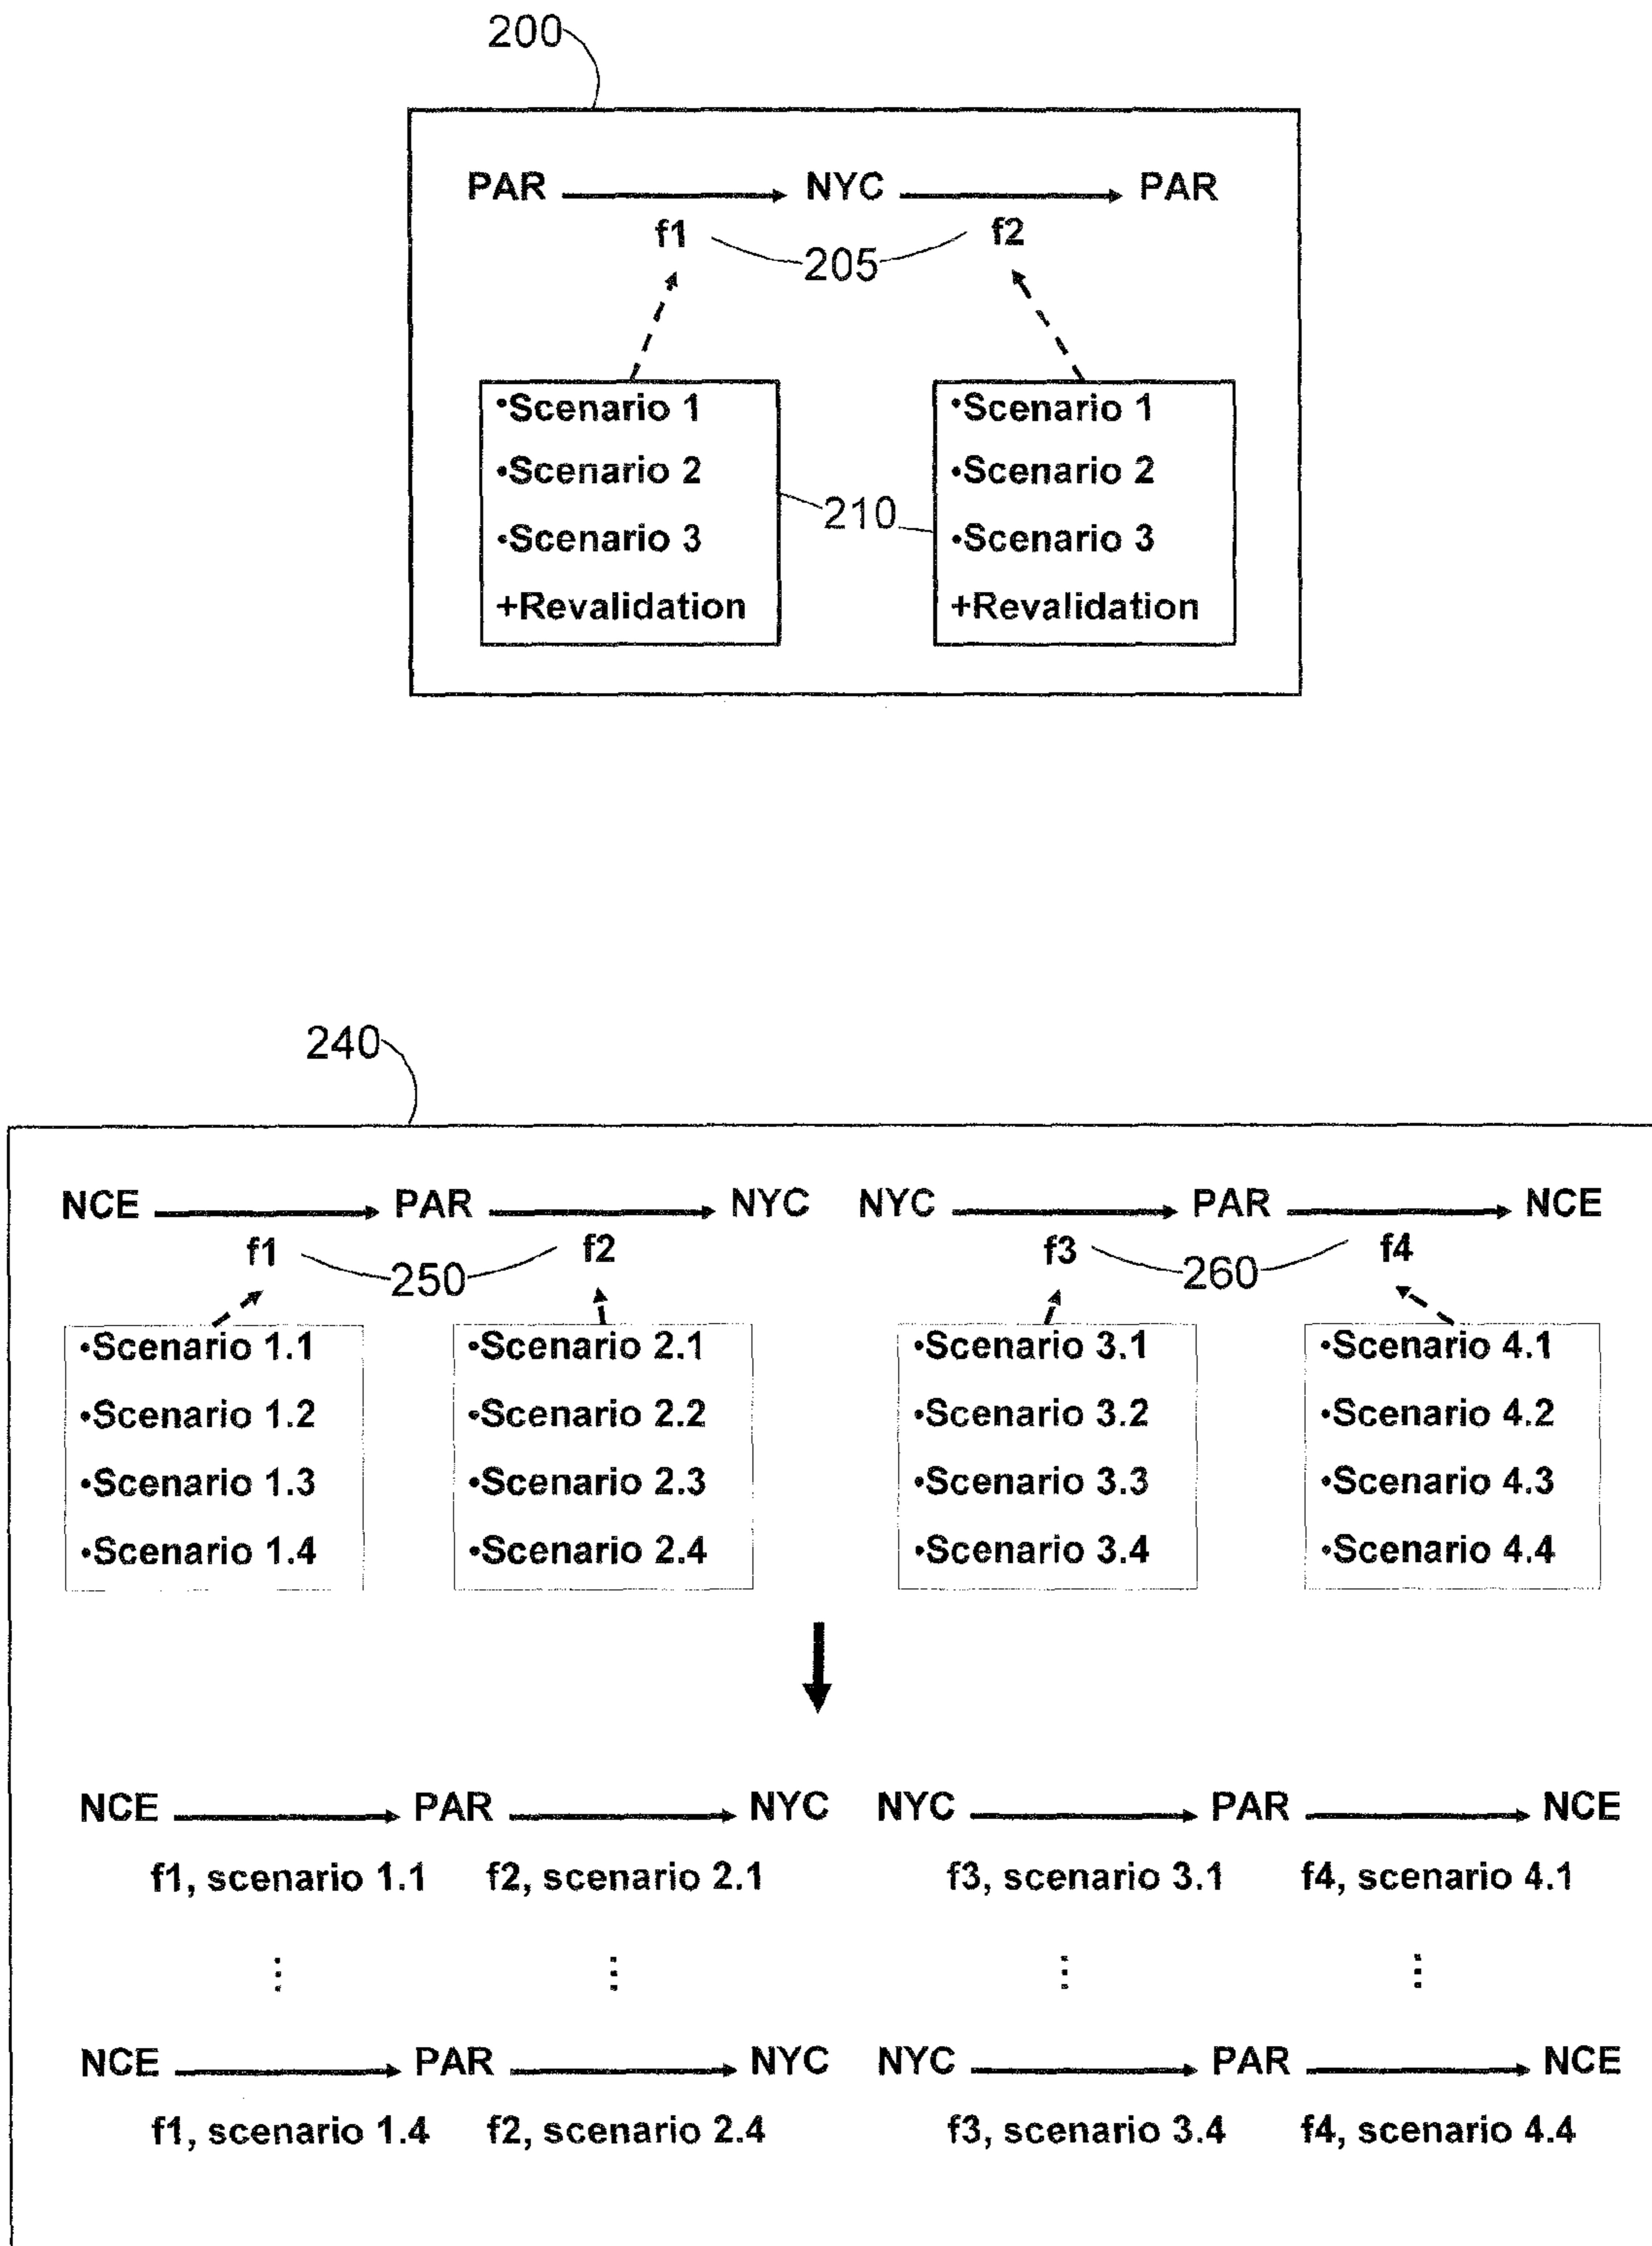 200
PAR NYC PAR
f1 205 f2
•Scenario 1 •Scenario 1
•Scenario 2 •Scenario 2
210
•Scenario 3 •Scenario 3
+Revalidation +Revalidation
240
NCE PAR NYC NYC PAR NCE
f1 250 f2 f3 260 f4
•Scenario 1.1 •Scenario 2.1 •Scenario 3.1 •Scenario 4.1
•Scenario 1.2 •Scenario 2.2 •Scenario 3.2 •Scenario 4.2
•Scenario 1.3 •Scenario 2.3 •Scenario 3.3 •Scenario 4.3
•Scenario 1.4 •Scenario 2.4 •Scenario 3.4 •Scenario 4.4
NCE PAR NYC NYC PAR NCE
f1, scenario 1.1 f2, scenario 2.1 f3, scenario 3.1 f4, scenario 4.1
⋮ ⋮ ⋮ ⋮
NCE PAR NYC NYC PAR NCE
f1, scenario 1.4 f2, scenario 2.4 f3, scenario 3.4 f4, scenario 4.4